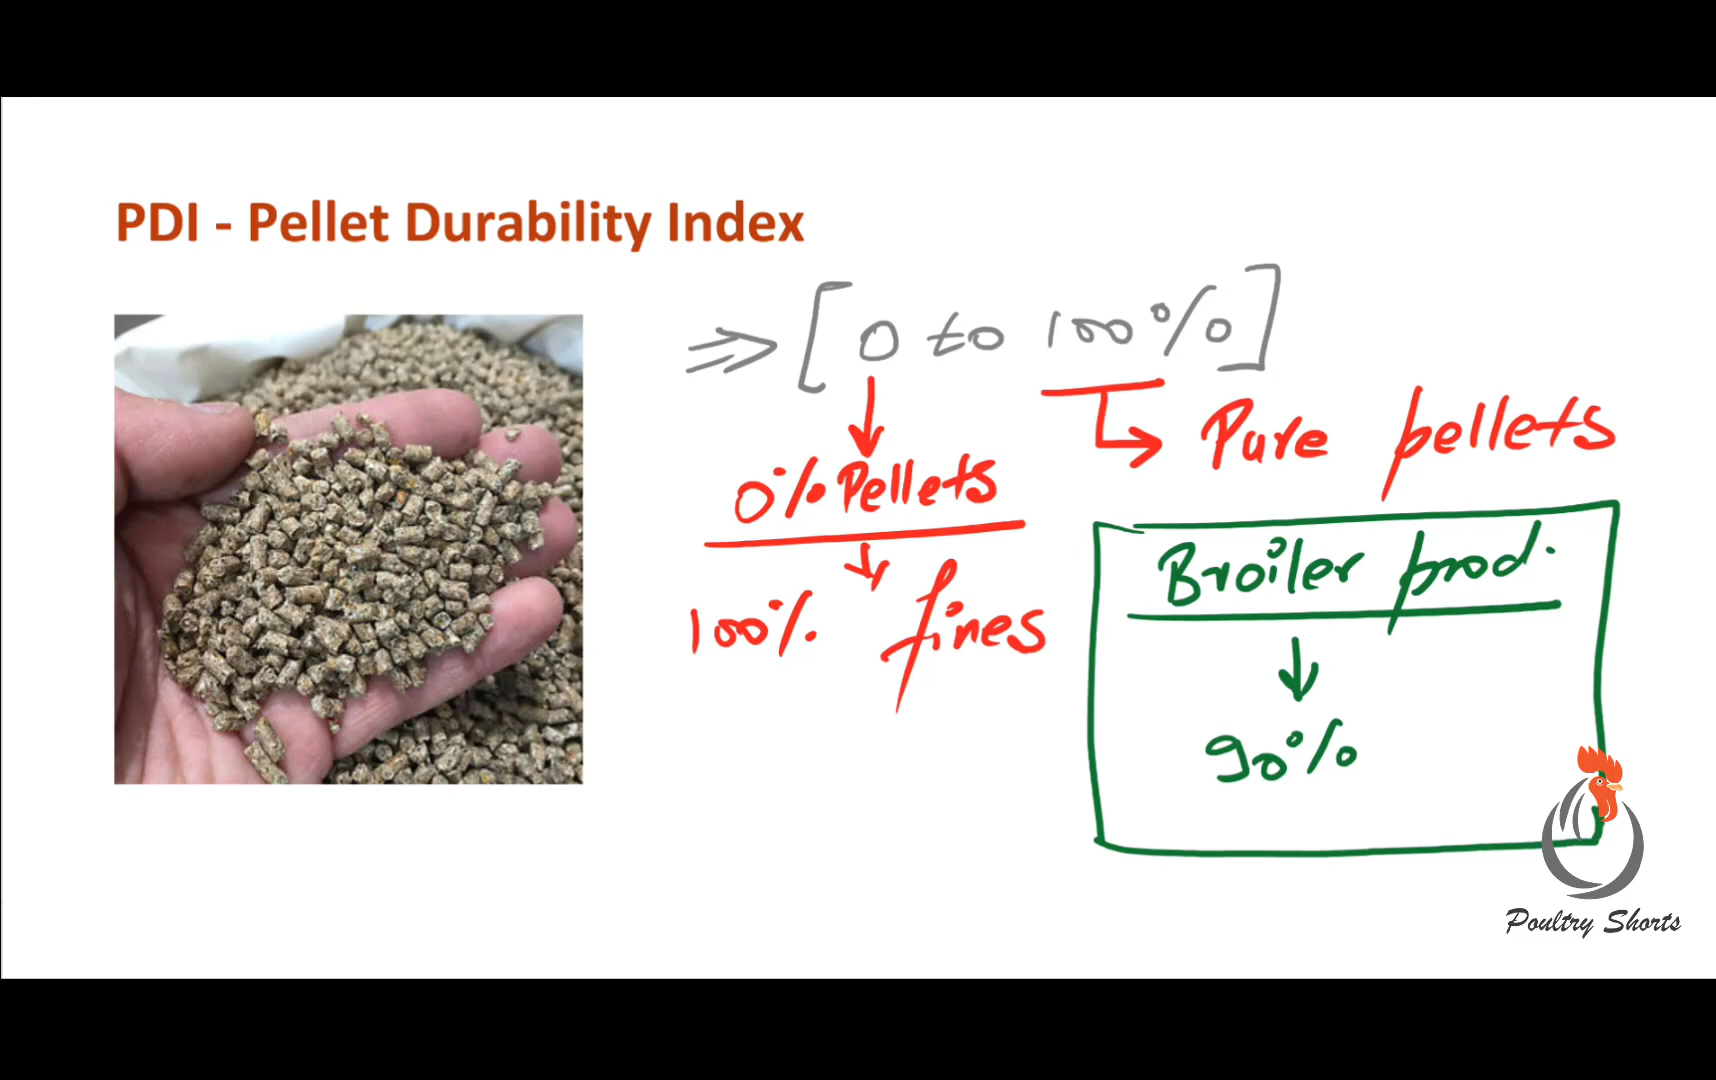 PDI - Pellet Durability Index
[0 to 100%]
Pure pellets
0% Pellets
100% fines
Broiler prod.
90%
Poultry Shorts